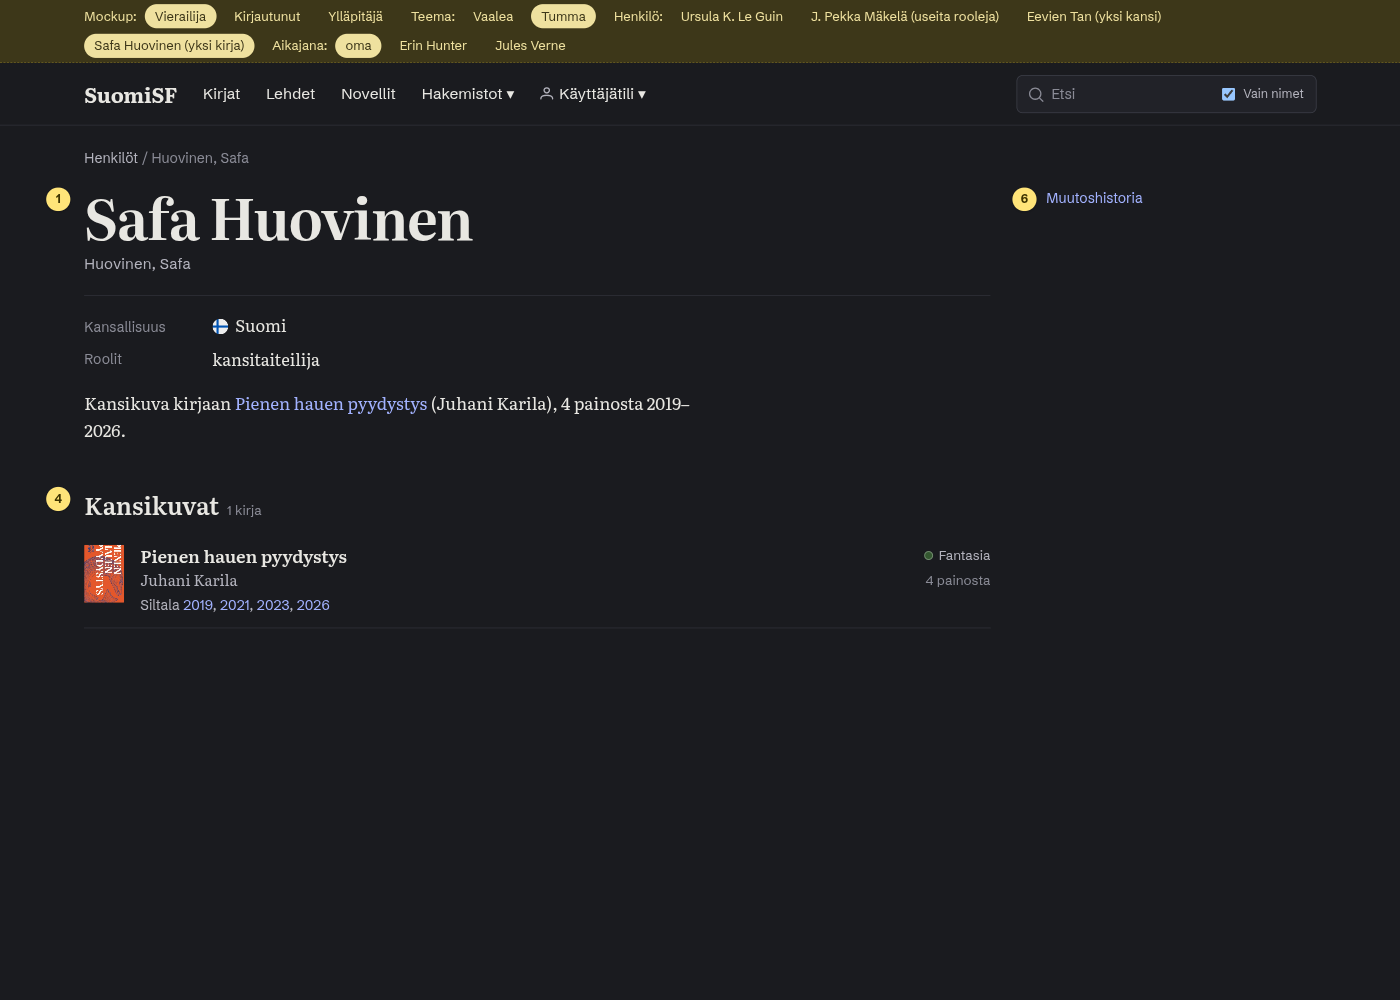 Mockup: Vierailija Kirjautunut Ylläpitäjä Teema: Vaalea Tumma Henkilö: Ursula K. Le Guin J. Pekka Mäkelä (useita rooleja) Eevien Tan (yksi kansi)
Safa Huovinen (yksi kirja) Aikajana: oma Erin Hunter Jules Verne
SuomiSF Kirjat Lehdet Novellit Hakemistot ▾ Käyttäjätili ▾ Etsi Vain nimet
Henkilöt / Huovinen, Safa
1 Safa Huovinen
6 Muutoshistoria
Huovinen, Safa
Kansallisuus Suomi
Roolit kansitaiteilija
Kansikuva kirjaan Pienen hauen pyydystys (Juhani Karila), 4 painosta 2019–
2026.
4 Kansikuvat 1 kirja
Pienen hauen pyydystys Fantasia
Juhani Karila 4 painosta
Siltala 2019, 2021, 2023, 2026